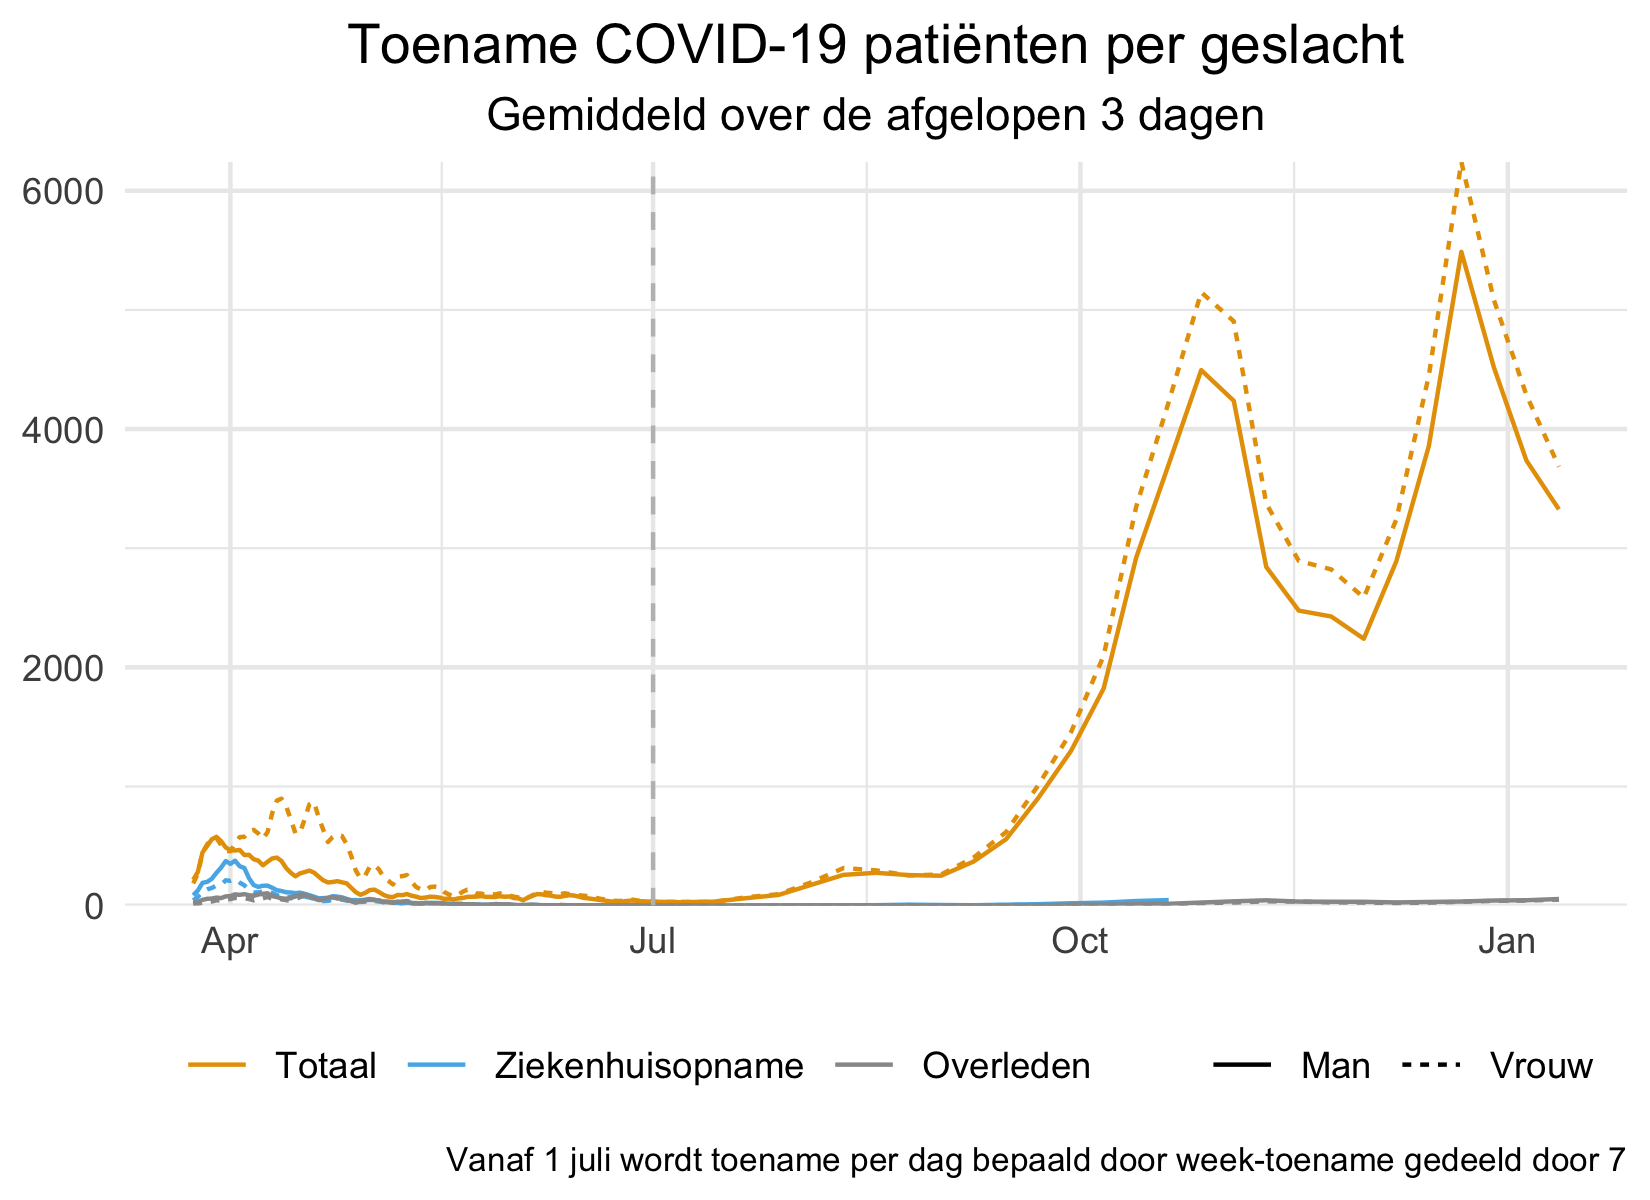 Toename COVID-19 patiënten per geslacht
Gemiddeld over de afgelopen 3 dagen
6000
4000
2000
0
Apr Jul Oct Jan
Totaal Ziekenhuisopname Overleden Man Vrouw
Vanaf 1 juli wordt toename per dag bepaald door week-toename gedeeld door 7